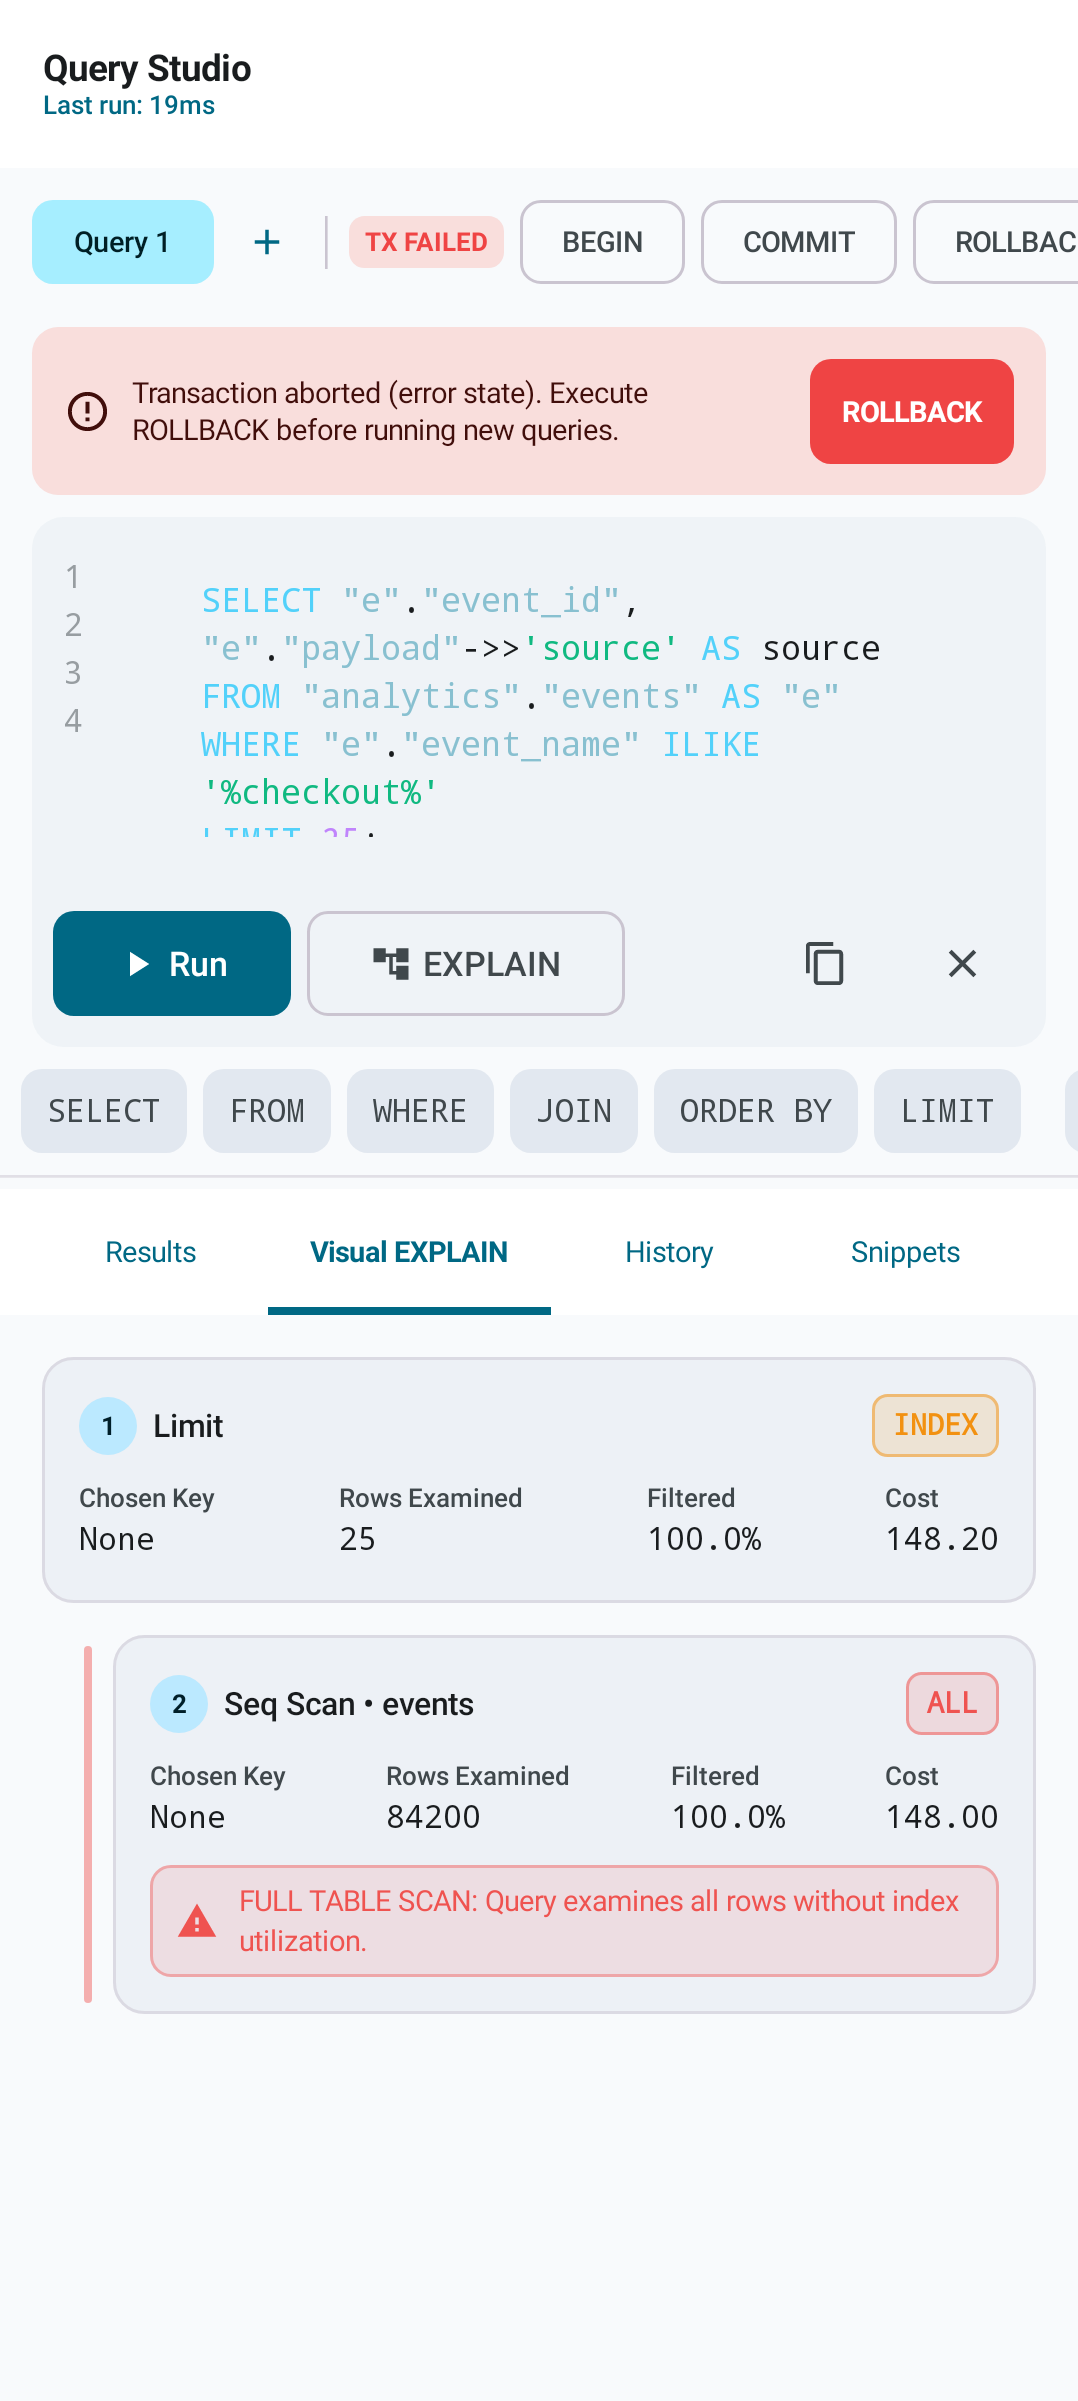 Query Studio
Last run: 19ms
Query 1
TX FAILED
BEGIN
COMMIT
ROLLBAC
Transaction aborted (error state). Execute
ROLLBACK before running new queries.
ROLLBACK
1
2
3
4
SELECT "e"."event_id",
"e"."payload"->>'source' AS source
FROM "analytics"."events" AS "e"
WHERE "e"."event_name" ILIKE
'%checkout%'
LIMIT 25;
Run
EXPLAIN
SELECT
FROM
WHERE
JOIN
ORDER BY
LIMIT
Results
Visual EXPLAIN
History
Snippets
1
Limit
INDEX
Chosen Key
Rows Examined
Filtered
Cost
None
25
100.0%
148.20
2
Seq Scan • events
ALL
Chosen Key
Rows Examined
Filtered
Cost
None
84200
100.0%
148.00
FULL TABLE SCAN: Query examines all rows without index
utilization.